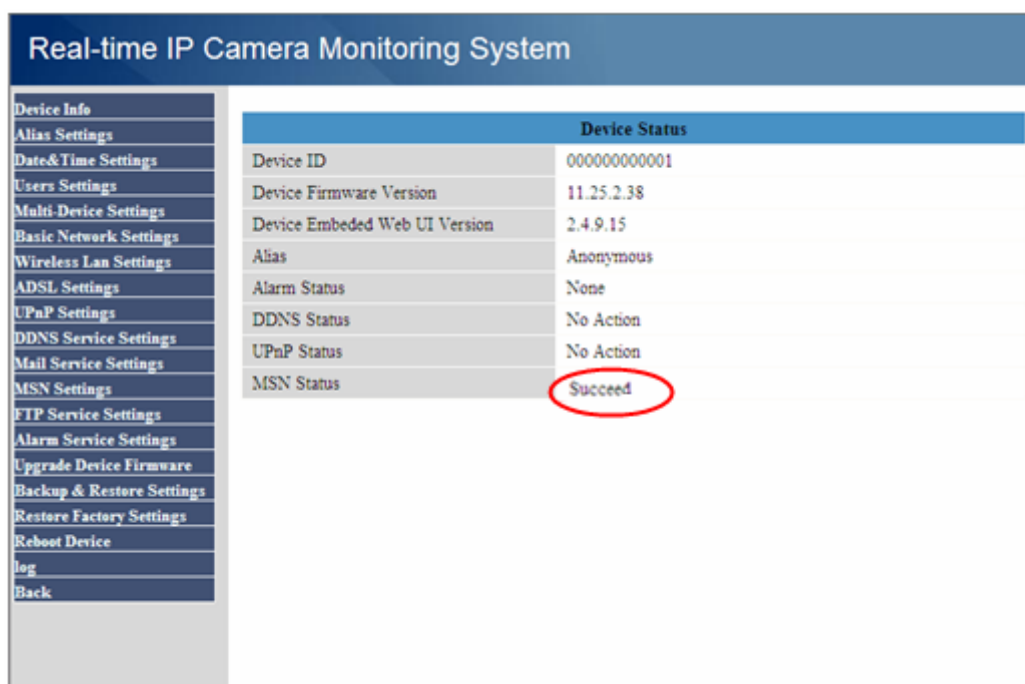 Real-time IP Camera Monitoring System
Device Info
Alias Settings
Date&Time Settings
Users Settings
Multi-Device Settings
Basic Network Settings
Wireless Lan Settings
ADSL Settings
UPnP Settings
DDNS Service Settings
Mail Service Settings
MSN Settings
FTP Service Settings
Alarm Service Settings
Upgrade Device Firmware
Backup & Restore Settings
Restore Factory Settings
Reboot Device
log
Back
Device Status
Device ID 000000000001
Device Firmware Version 11.25.2.38
Device Embeded Web UI Version 2.4.9.15
Alias Anonymous
Alarm Status None
DDNS Status No Action
UPnP Status No Action
MSN Status Succeed